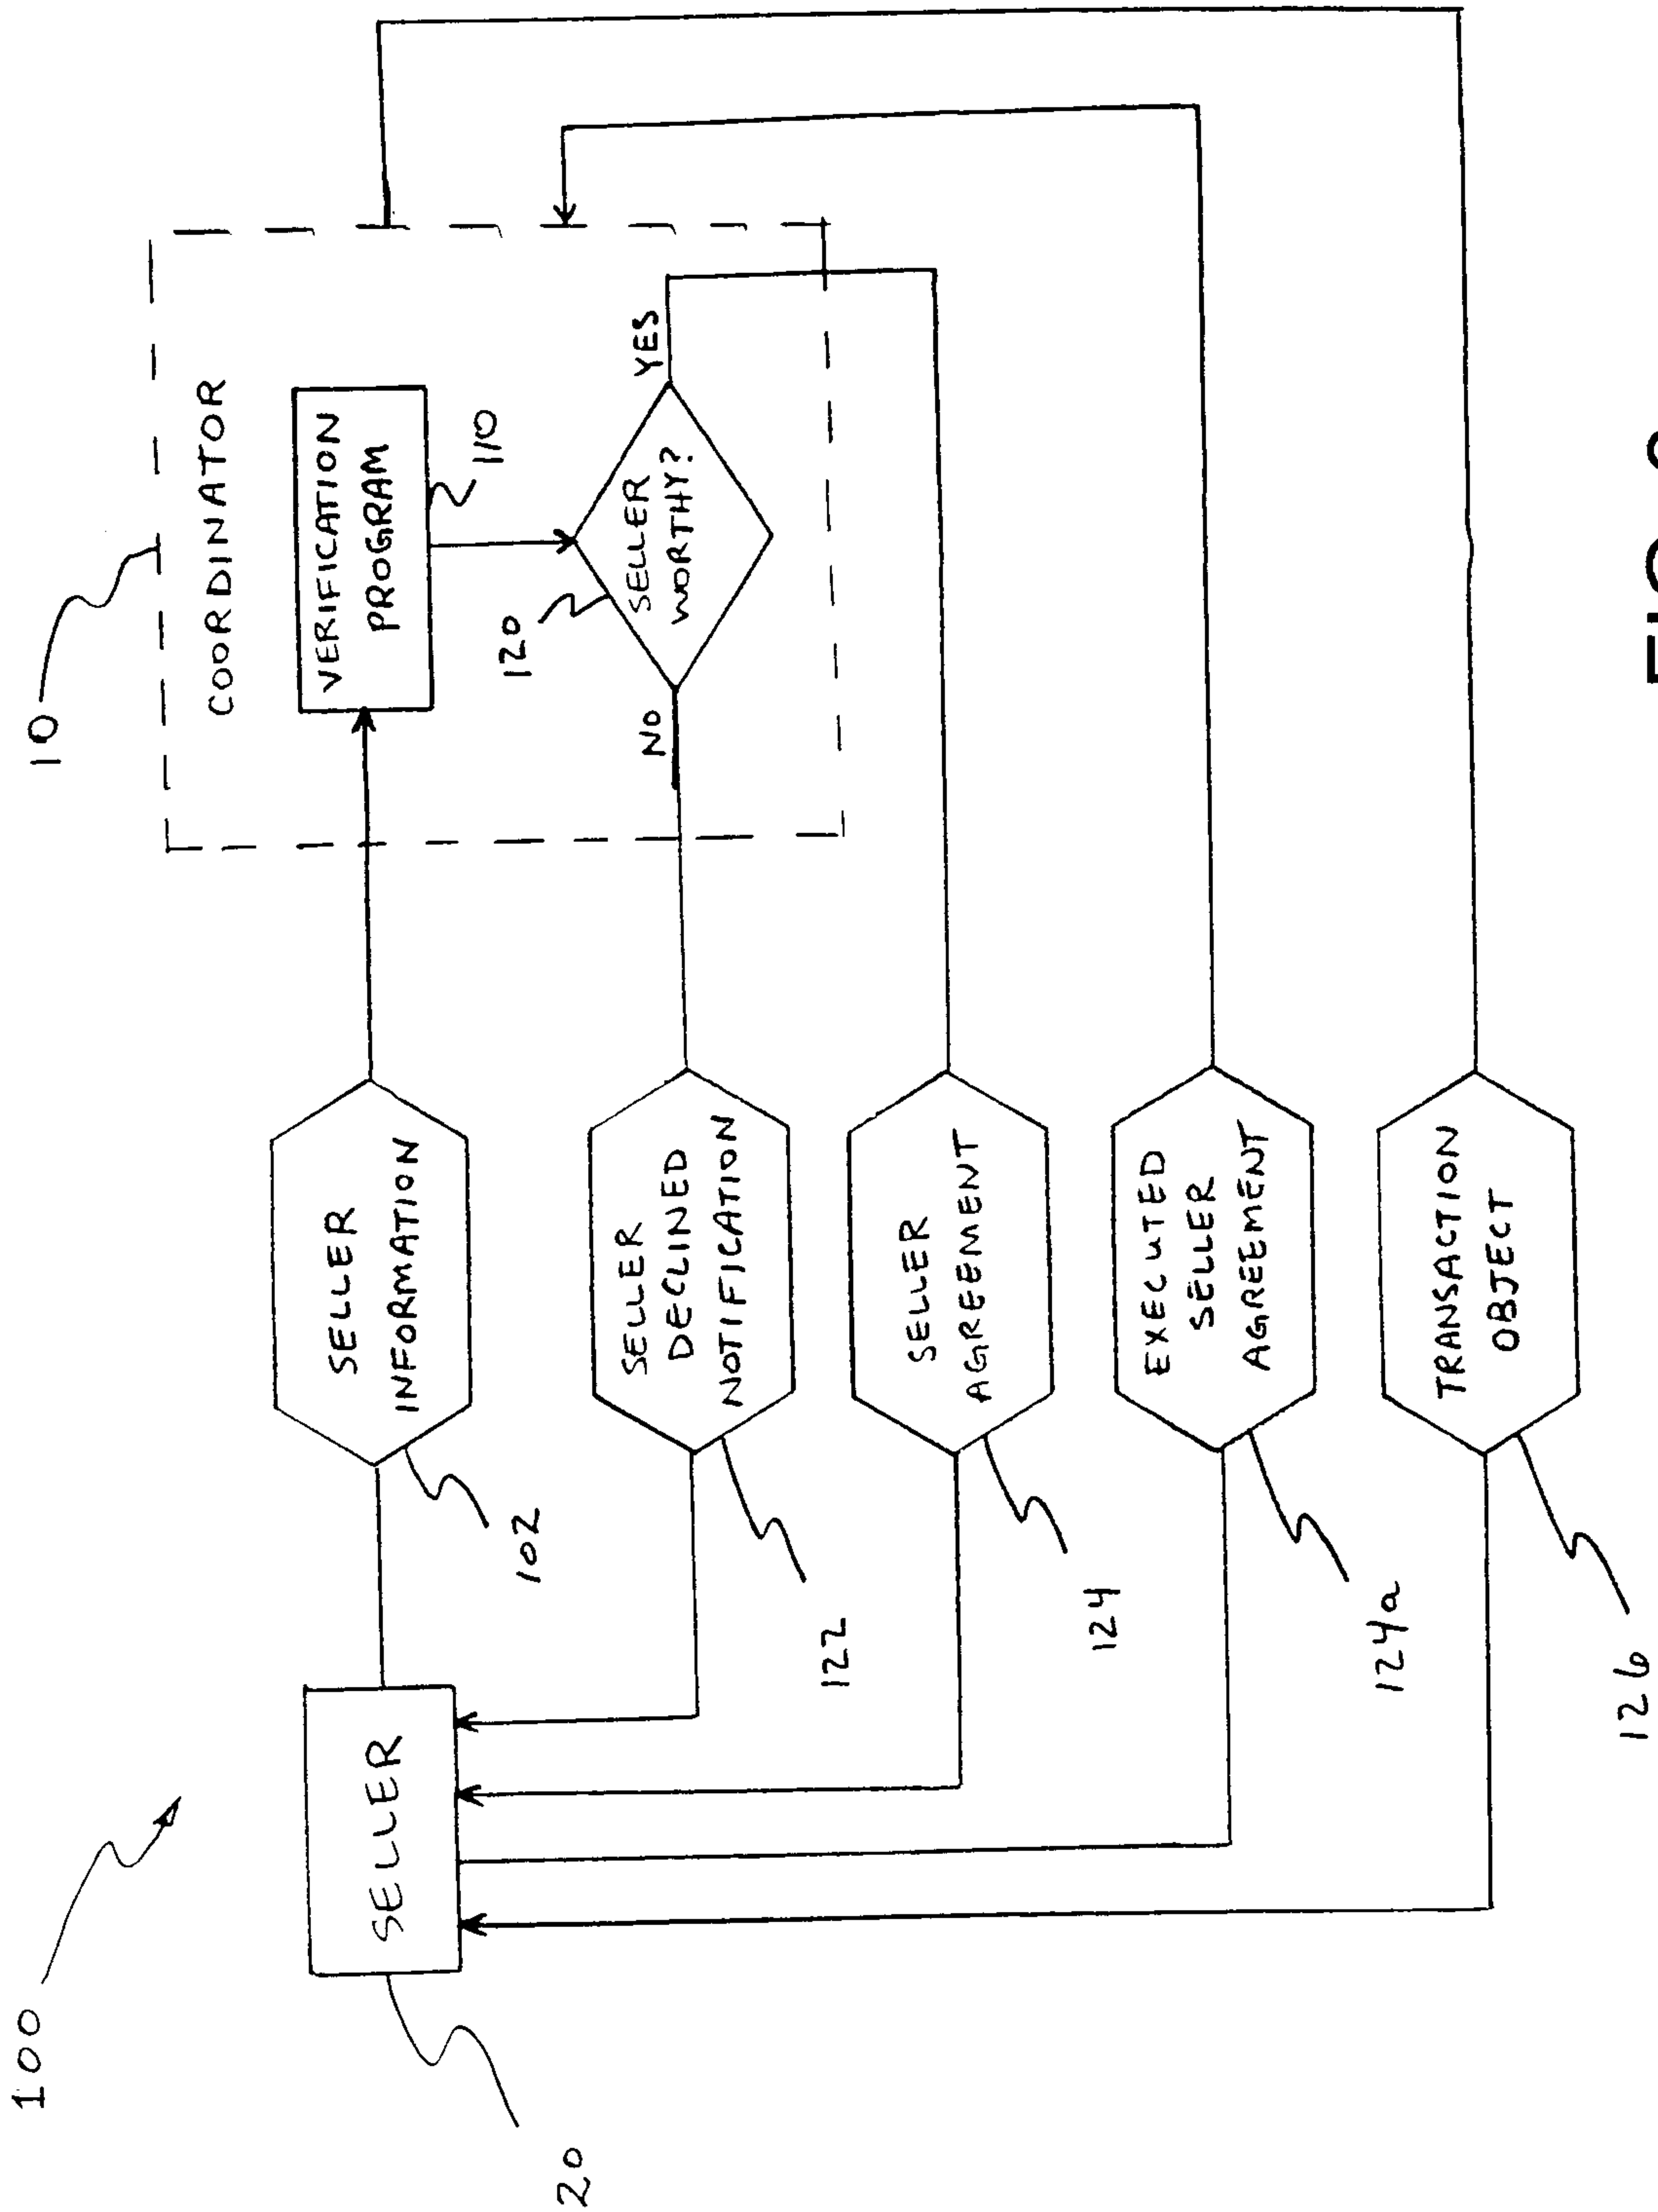 100
10
COORDINATOR
20
SELLER
102
SELLER
INFORMATION
VERIFICATION
PROGRAM
110
120
SELLER
WORTHY?
NO
YES
122
SELLER
DECLINED
NOTIFICATION
124
SELLER
AGREEMENT
124a
EXECUTED
SELLER
AGREEMENT
126
TRANSACTION
OBJECT